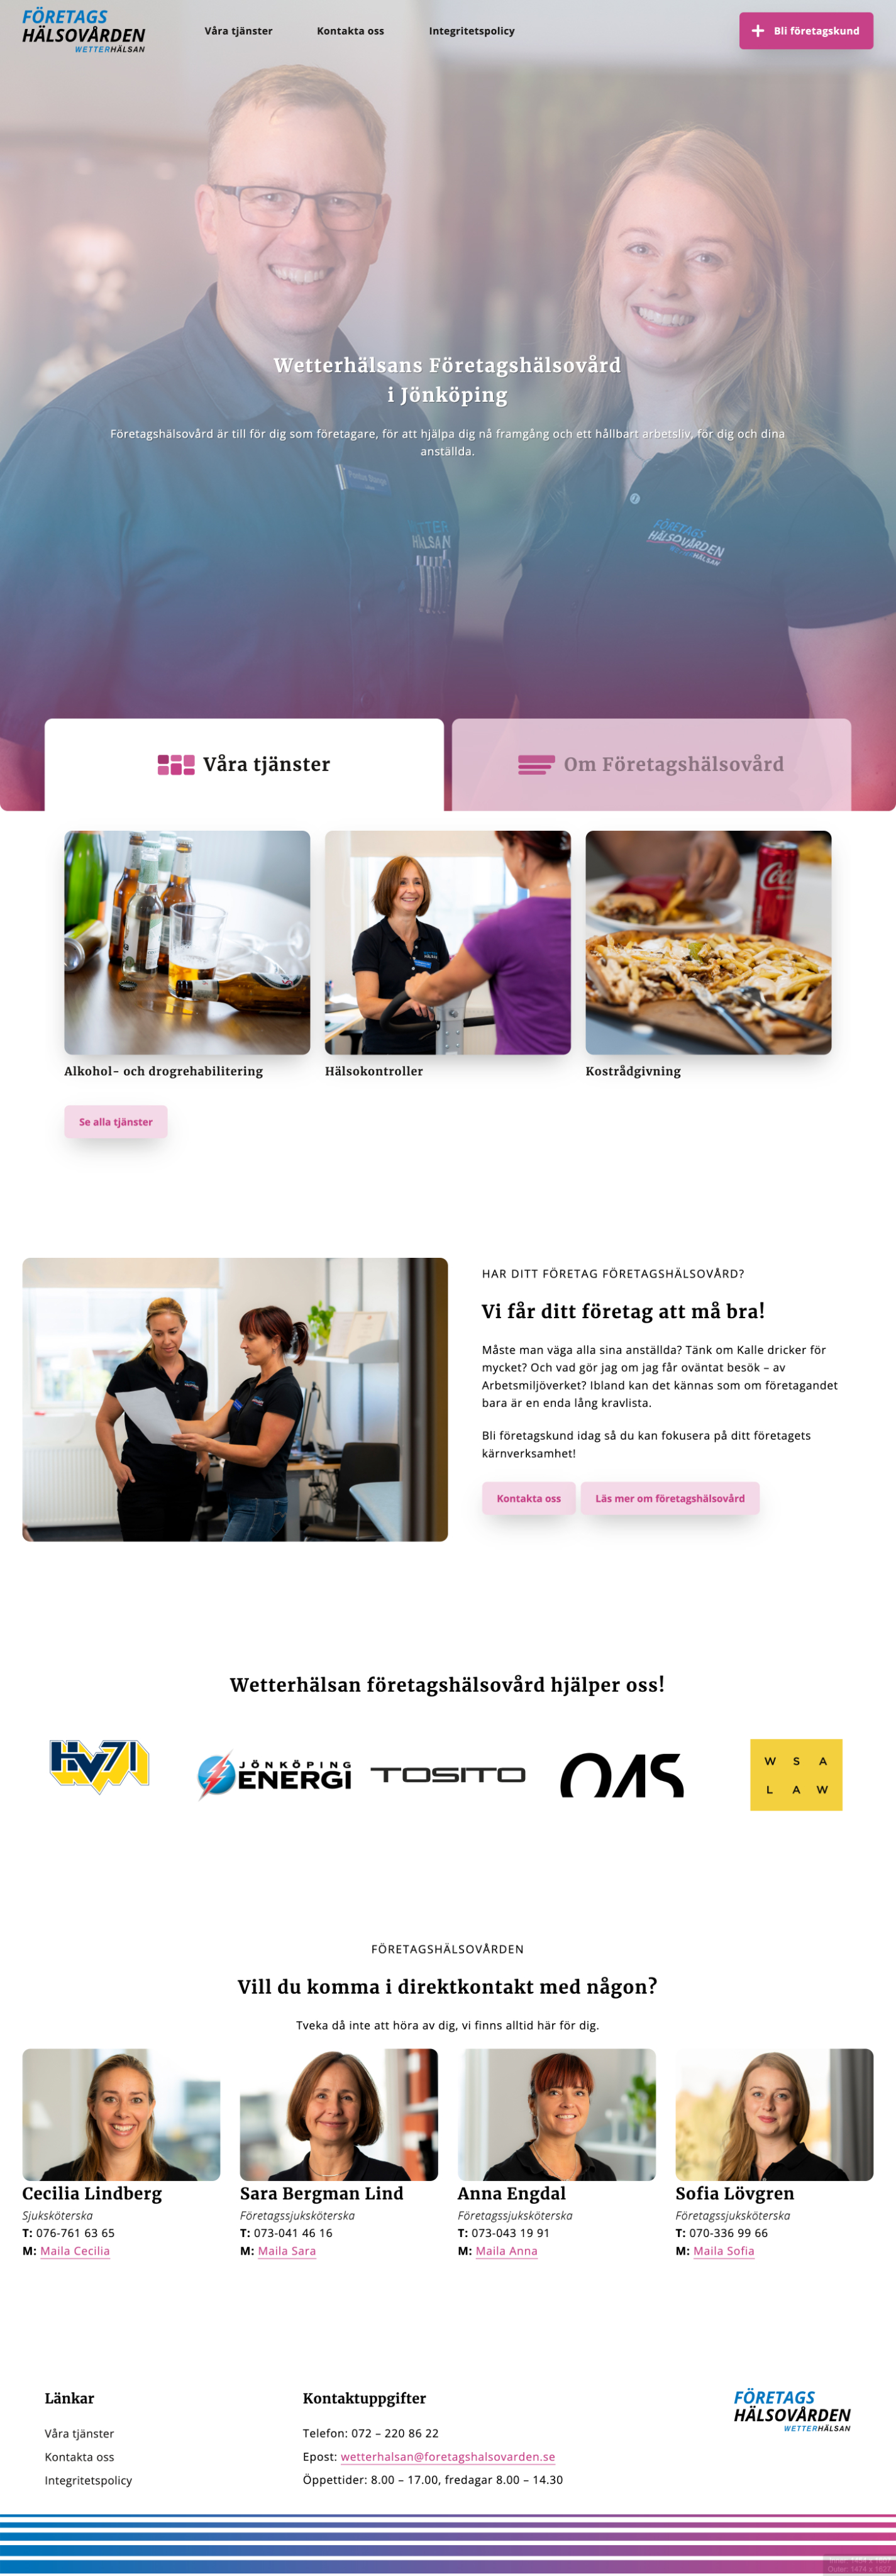 FÖRETAGS
HÄLSOVÅRDEN
WETTERHÄLSAN
Våra tjänster
Kontakta oss
Integritetspolicy
Bli företagskund
Wetterhälsans Företagshälsovård
i Jönköping
Företagshälsovård är till för dig som företagare, för att hjälpa dig nå framgång och ett hållbart arbetsliv, för dig och dina
anställda.
HÄLSAN
FÖRETAGS
HÄLSOVÅRDEN
Våra tjänster
Om Företagshälsovård
Alkohol- och drogrehabilitering
Hälsokontroller
Kostrådgivning
Se alla tjänster
HAR DITT FÖRETAG FÖRETAGSHÄLSOVÅRD?
Vi får ditt företag att må bra!
Måste man väga alla sina anställda? Tänk om Kalle dricker för
mycket? Och vad gör jag om jag får oväntat besök – av
Arbetsmiljöverket? Ibland kan det kännas som om företagandet
bara är en enda lång kravlista.
Bli företagskund idag så du kan fokusera på ditt företagets
kärnverksamhet!
Kontakta oss
Läs mer om företagshälsovård
Wetterhälsan företagshälsovård hjälper oss!
HV71
JÖNKÖPING
ENERGI
TOSITO
OAS
W S A
L A W
FÖRETAGSHÄLSOVÅRDEN
Vill du komma i direktkontakt med någon?
Tveka då inte att höra av dig, vi finns alltid här för dig.
Cecilia Lindberg
Sjuksköterska
T: 076-761 63 65
M: Maila Cecilia
Sara Bergman Lind
Företagssjuksköterska
T: 073-041 46 16
M: Maila Sara
Anna Engdal
Företagssjuksköterska
T: 073-043 19 91
M: Maila Anna
Sofia Lövgren
Företagssjuksköterska
T: 070-336 99 66
M: Maila Sofia
Länkar
Våra tjänster
Kontakta oss
Integritetspolicy
Kontaktuppgifter
Telefon: 072 – 220 86 22
Epost: wetterhalsan@foretagshalsovarden.se
Öppettider: 8.00 – 17.00, fredagar 8.00 – 14.30
FÖRETAGS
HÄLSOVÅRDEN
WETTERHÄLSAN